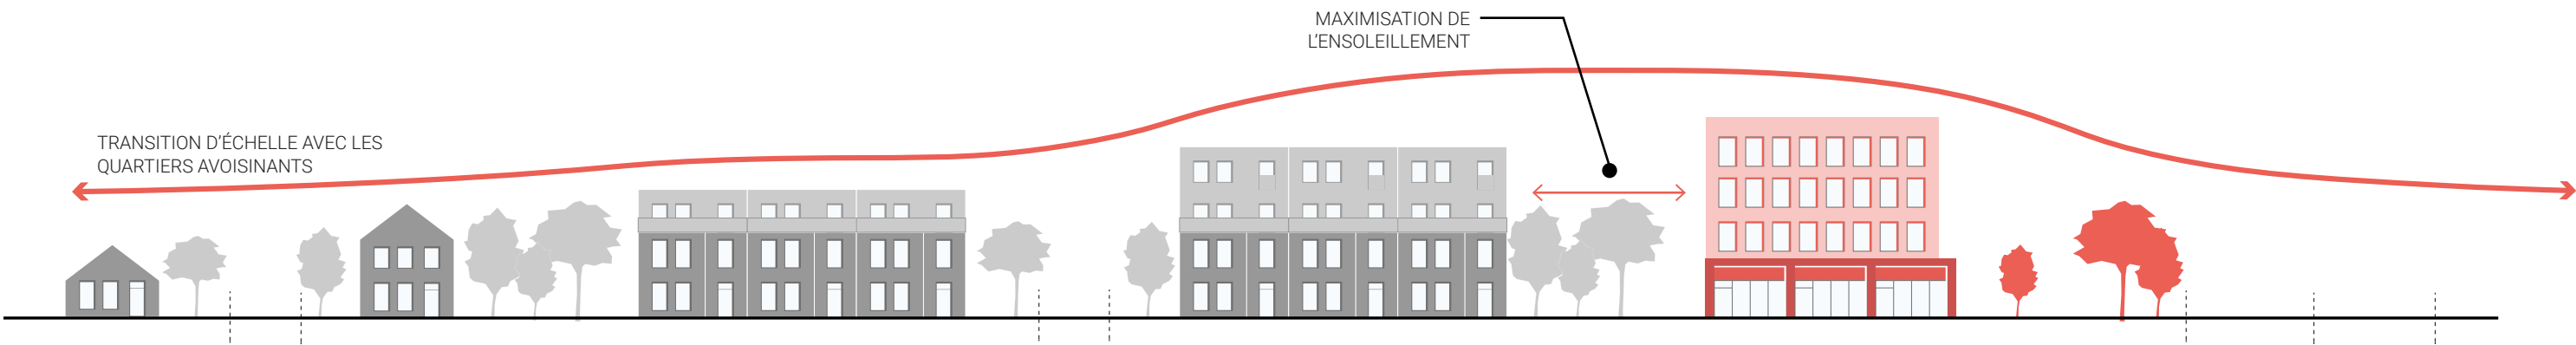 MAXIMISATION DE
L'ENSOLEILLEMENT
TRANSITION D'ÉCHELLE AVEC LES
QUARTIERS AVOISINANTS